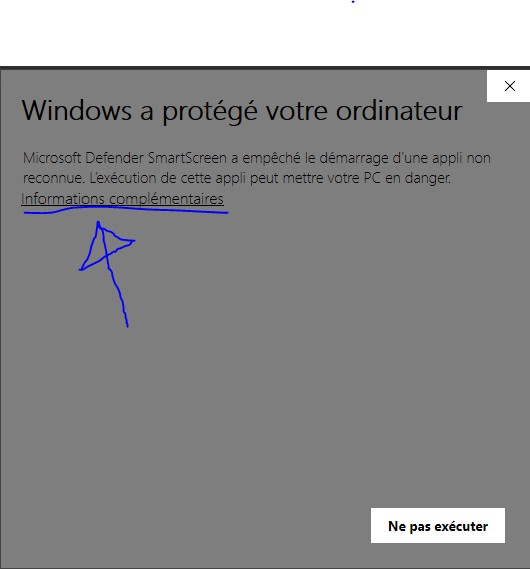 Windows a protégé votre ordinateur
Microsoft Defender SmartScreen a empêché le démarrage d'une appli non
reconnue. L'exécution de cette appli peut mettre votre PC en danger.
Informations complémentaires
Ne pas exécuter